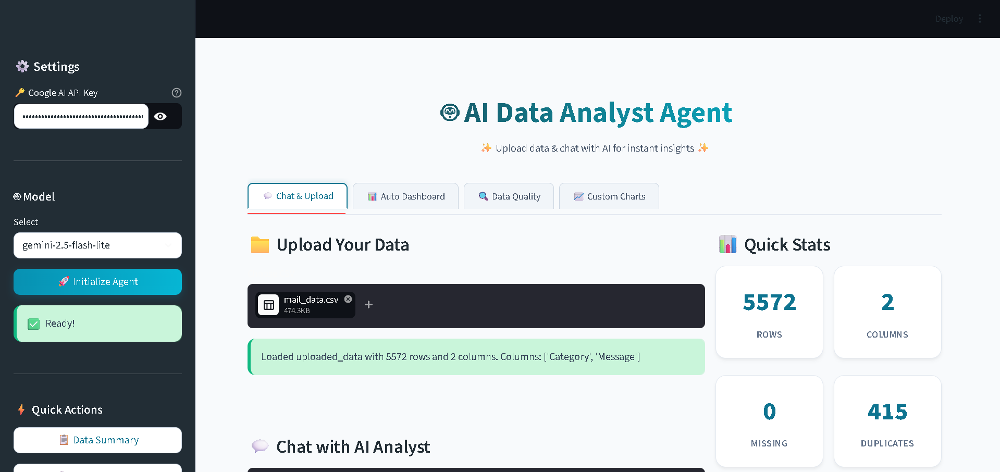 Deploy
Settings
Google AI API Key
Model
Select
gemini-2.5-flash-lite
Initialize Agent
Ready!
Quick Actions
Data Summary
AI Data Analyst Agent
Upload data & chat with AI for instant insights
Chat & Upload
Auto Dashboard
Data Quality
Custom Charts
Upload Your Data
mail_data.csv
474.3KB
Loaded uploaded_data with 5572 rows and 2 columns. Columns: ['Category', 'Message']
Chat with AI Analyst
Quick Stats
5572
ROWS
2
COLUMNS
0
MISSING
415
DUPLICATES